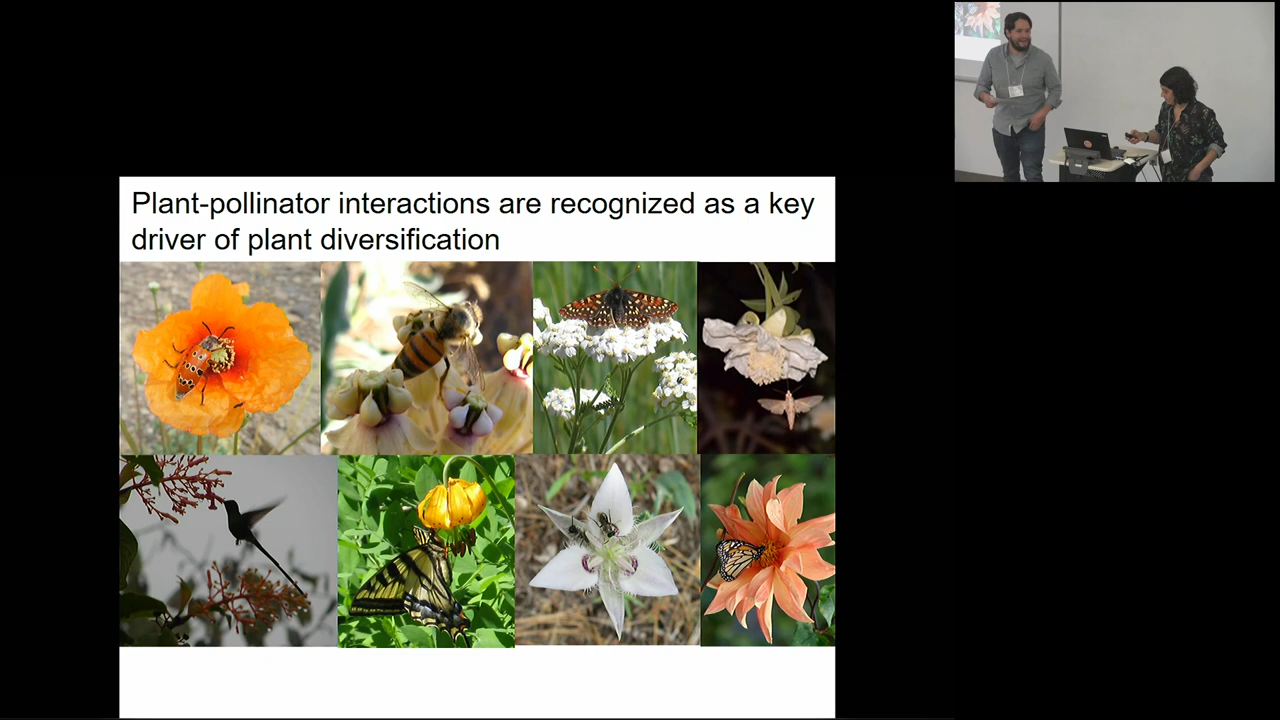 Plant-pollinator interactions are recognized as a key
driver of plant diversification